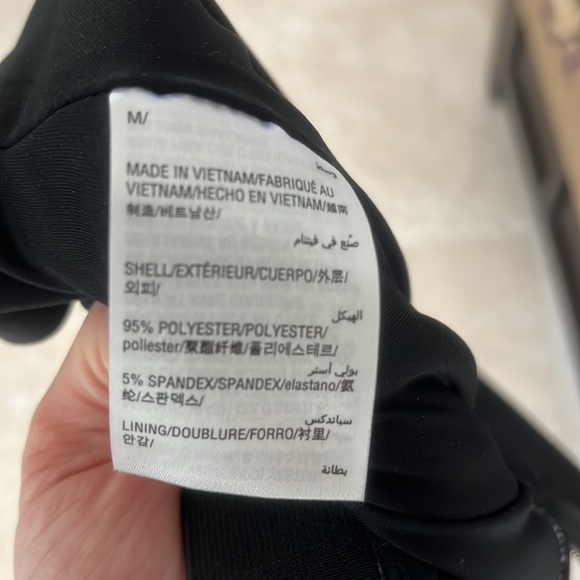 M/
وسط
MADE IN VIETNAM/FABRIQUÉ AU
VIETNAM/HECHO EN VIETNAM/越南
制造/베트남산/
صُنع في فيتنام
SHELL/EXTÉRIEUR/CUERPO/外层/
외피/
الهيكل
95% POLYESTER/POLYESTER/
poliester/聚酯纤维/폴리에스테르/
بولي أستر
5% SPANDEX/SPANDEX/elastano/氨
纶/스판덱스/
سباندكس
LINING/DOUBLURE/FORRO/衬里/
안감/
بطانة